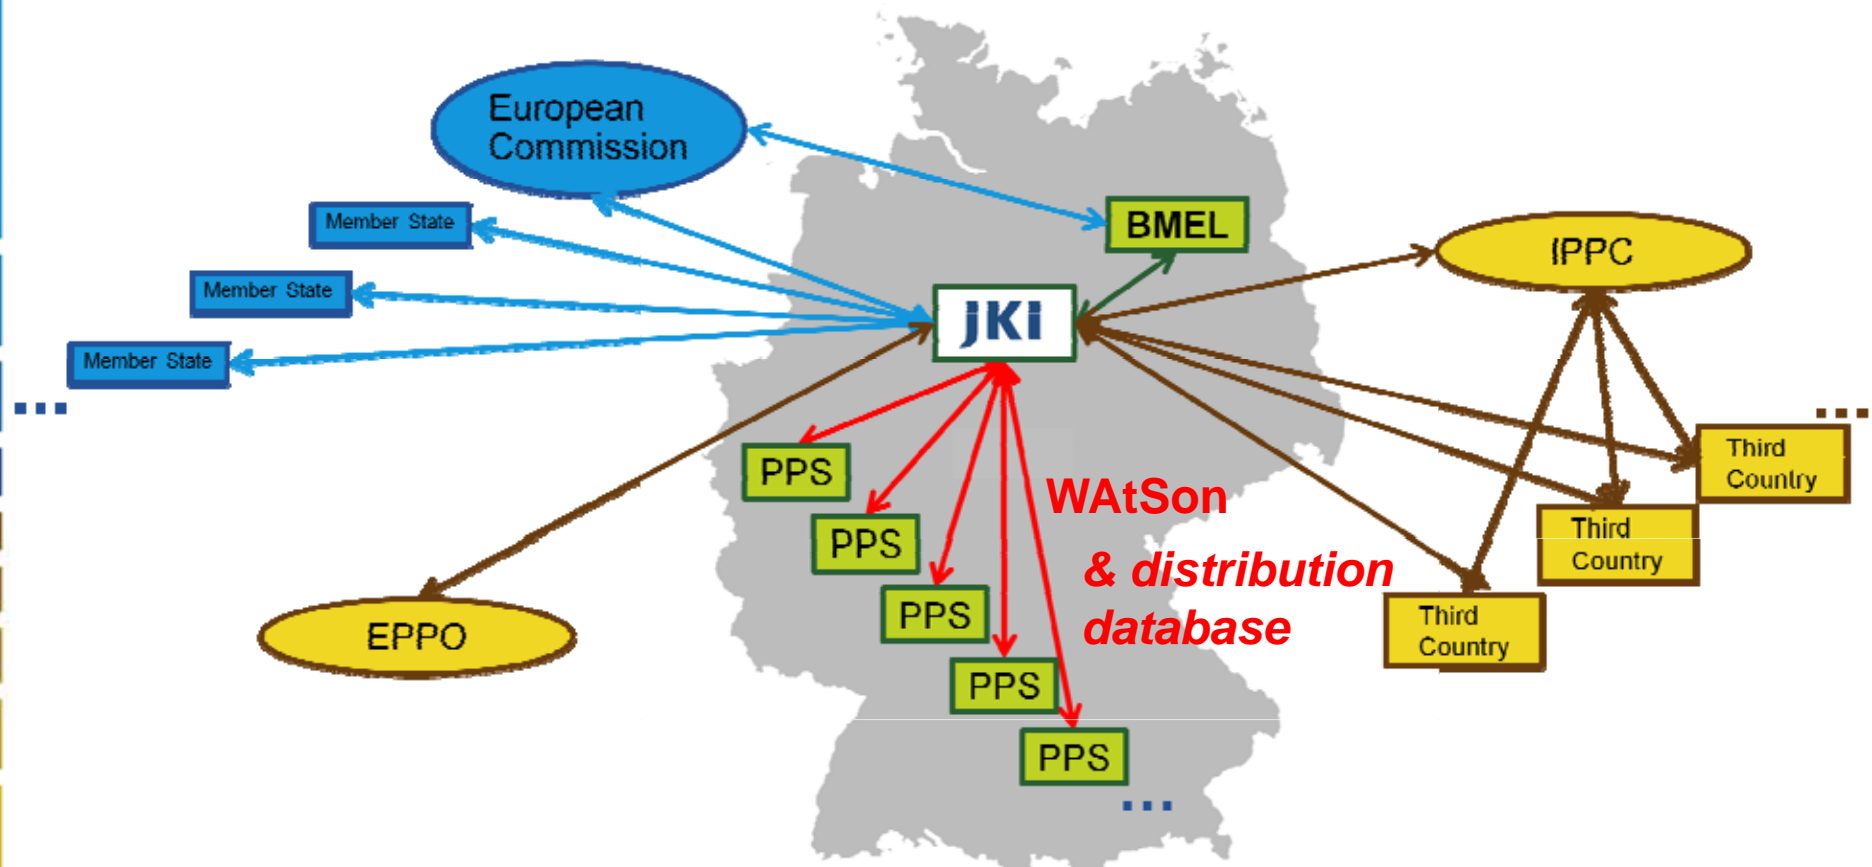 European
Commission
Member State
BMEL
IPPC
Member State
JKI
Member State
...
...
Third
Country
PPS
WAtSon
PPS
Third
Country
& distribution
database
PPS
Third
Country
EPPO
PPS
PPS
...